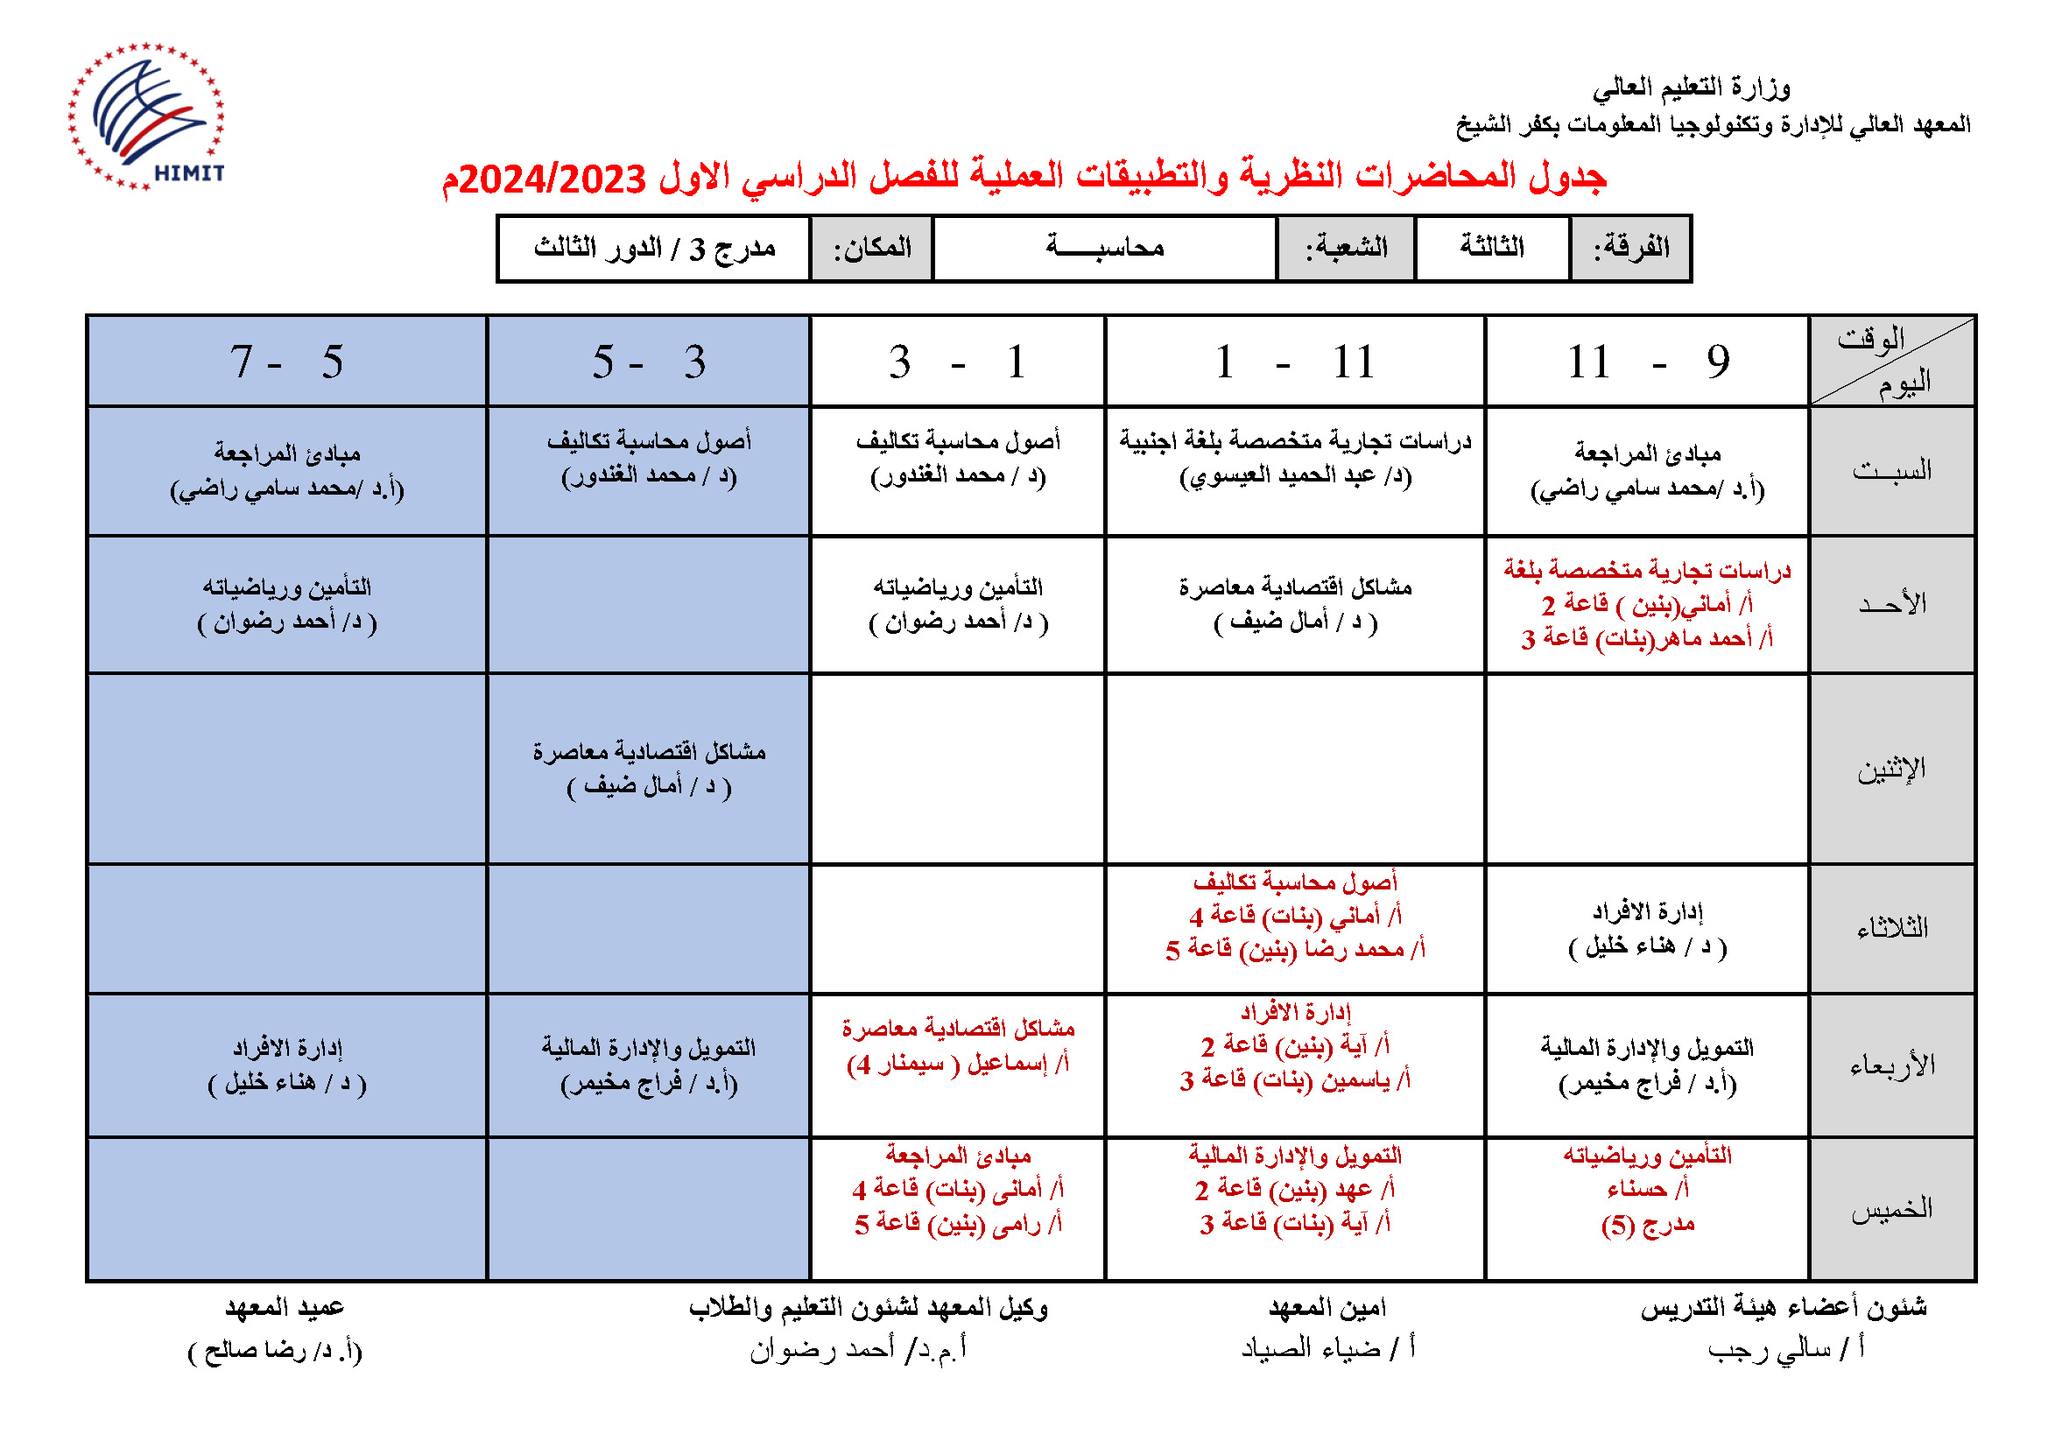 HIMIT
وزارة التعليم العالي
المعهد العالي للإدارة وتكنولوجيا المعلومات بكفر الشيخ
جدول المحاضرات النظرية والتطبيقات العملية للفصل الدراسي الاول 2024/2023م
الفرقة: الثالثة الشعبة: محاسبـــــة المكان: مدرج 3 / الدور الثالث
الوقت
اليوم
9 - 11
11 - 1
1 - 3
3 - 5
5 - 7
السبــت
مبادئ المراجعة
(أ.د /محمد سامي راضي)
دراسات تجارية متخصصة بلغة اجنبية
(د/ عبد الحميد العيسوي)
أصول محاسبة تكاليف
(د / محمد الغندور)
أصول محاسبة تكاليف
(د / محمد الغندور)
مبادئ المراجعة
(أ.د /محمد سامي راضي)
الأحــد
دراسات تجارية متخصصة بلغة
أ/ أماني(بنين ) قاعة 2
أ/ أحمد ماهر(بنات) قاعة 3
مشاكل اقتصادية معاصرة
( د / أمال ضيف )
التأمين ورياضياته
( د/ أحمد رضوان )
التأمين ورياضياته
( د/ أحمد رضوان )
الإثنين
مشاكل اقتصادية معاصرة
( د / أمال ضيف )
الثلاثاء
إدارة الافراد
( د / هناء خليل )
أصول محاسبة تكاليف
أ/ أماني (بنات) قاعة 4
أ/ محمد رضا (بنين) قاعة 5
الأربعاء
التمويل والإدارة المالية
(أ.د / فراج مخيمر)
إدارة الافراد
أ/ آية (بنين) قاعة 2
أ/ ياسمين (بنات) قاعة 3
مشاكل اقتصادية معاصرة
أ/ إسماعيل ( سيمنار 4)
التمويل والإدارة المالية
(أ.د / فراج مخيمر)
إدارة الافراد
( د / هناء خليل )
الخميس
التأمين ورياضياته
أ/ حسناء
مدرج (5)
التمويل والإدارة المالية
أ/ عهد (بنين) قاعة 2
أ/ آية (بنات) قاعة 3
مبادئ المراجعة
أ/ أمانى (بنات) قاعة 4
أ/ رامى (بنين) قاعة 5
شئون أعضاء هيئة التدريس
أ / سالي رجب
امين المعهد
أ / ضياء الصياد
وكيل المعهد لشئون التعليم والطلاب
أ.م.د/ أحمد رضوان
عميد المعهد
(أ. د/ رضا صالح )